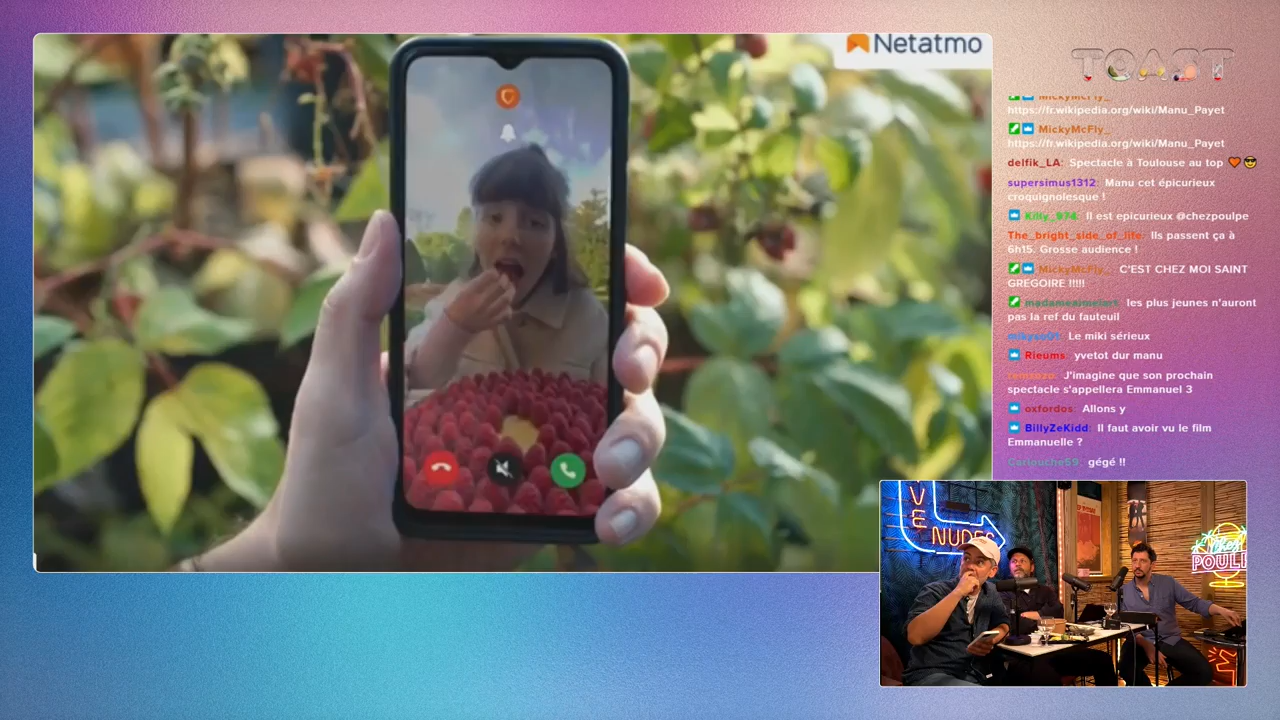 Netatmo
TOAST
MickyMcFly_
https://fr.wikipedia.org/wiki/Manu_Payet
MickyMcFly_
https://fr.wikipedia.org/wiki/Manu_Payet
delfik_LA: Spectacle à Toulouse au top
supersimus1312: Manu cet épicurieux
croquignolesque !
Killy_974: Il est epicurieux @chezpoulpe
The_bright_side_of_life: Ils passent ça à
6h15. Grosse audience !
MickyMcFly_: C'EST CHEZ MOI SAINT
GREGOIRE !!!!!
les plus jeunes n'auront
pas la ref du fauteuil
Le miki sérieux
Rieums: yvetot dur manu
J'imagine que son prochain
spectacle s'appellera Emmanuel 3
oxfordos: Allons y
BillyZeKidd: Il faut avoir vu le film
Emmanuelle ?
Carlouche59: gégé !!
VE
NUDES
POUL